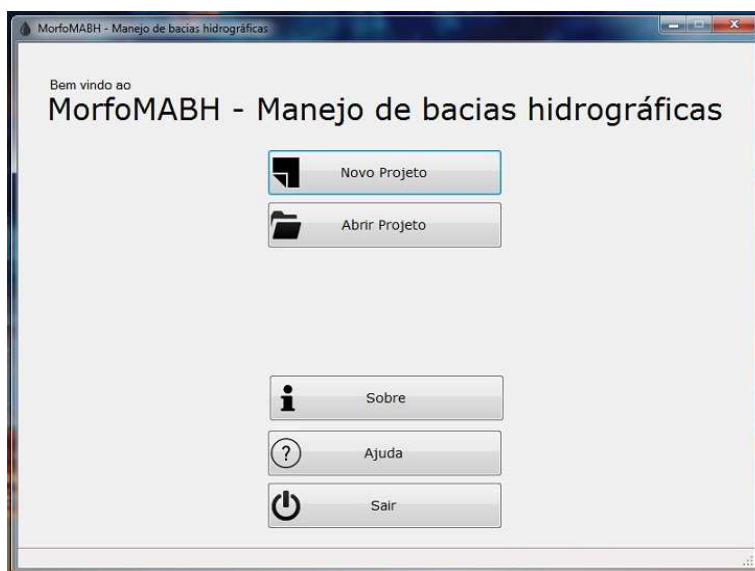 MorfoMABH - Manejo de bacias hidrográficas
Bem vindo ao
MorfoMABH - Manejo de bacias hidrográficas
Novo Projeto
Abrir Projeto
Sobre
Ajuda
Sair